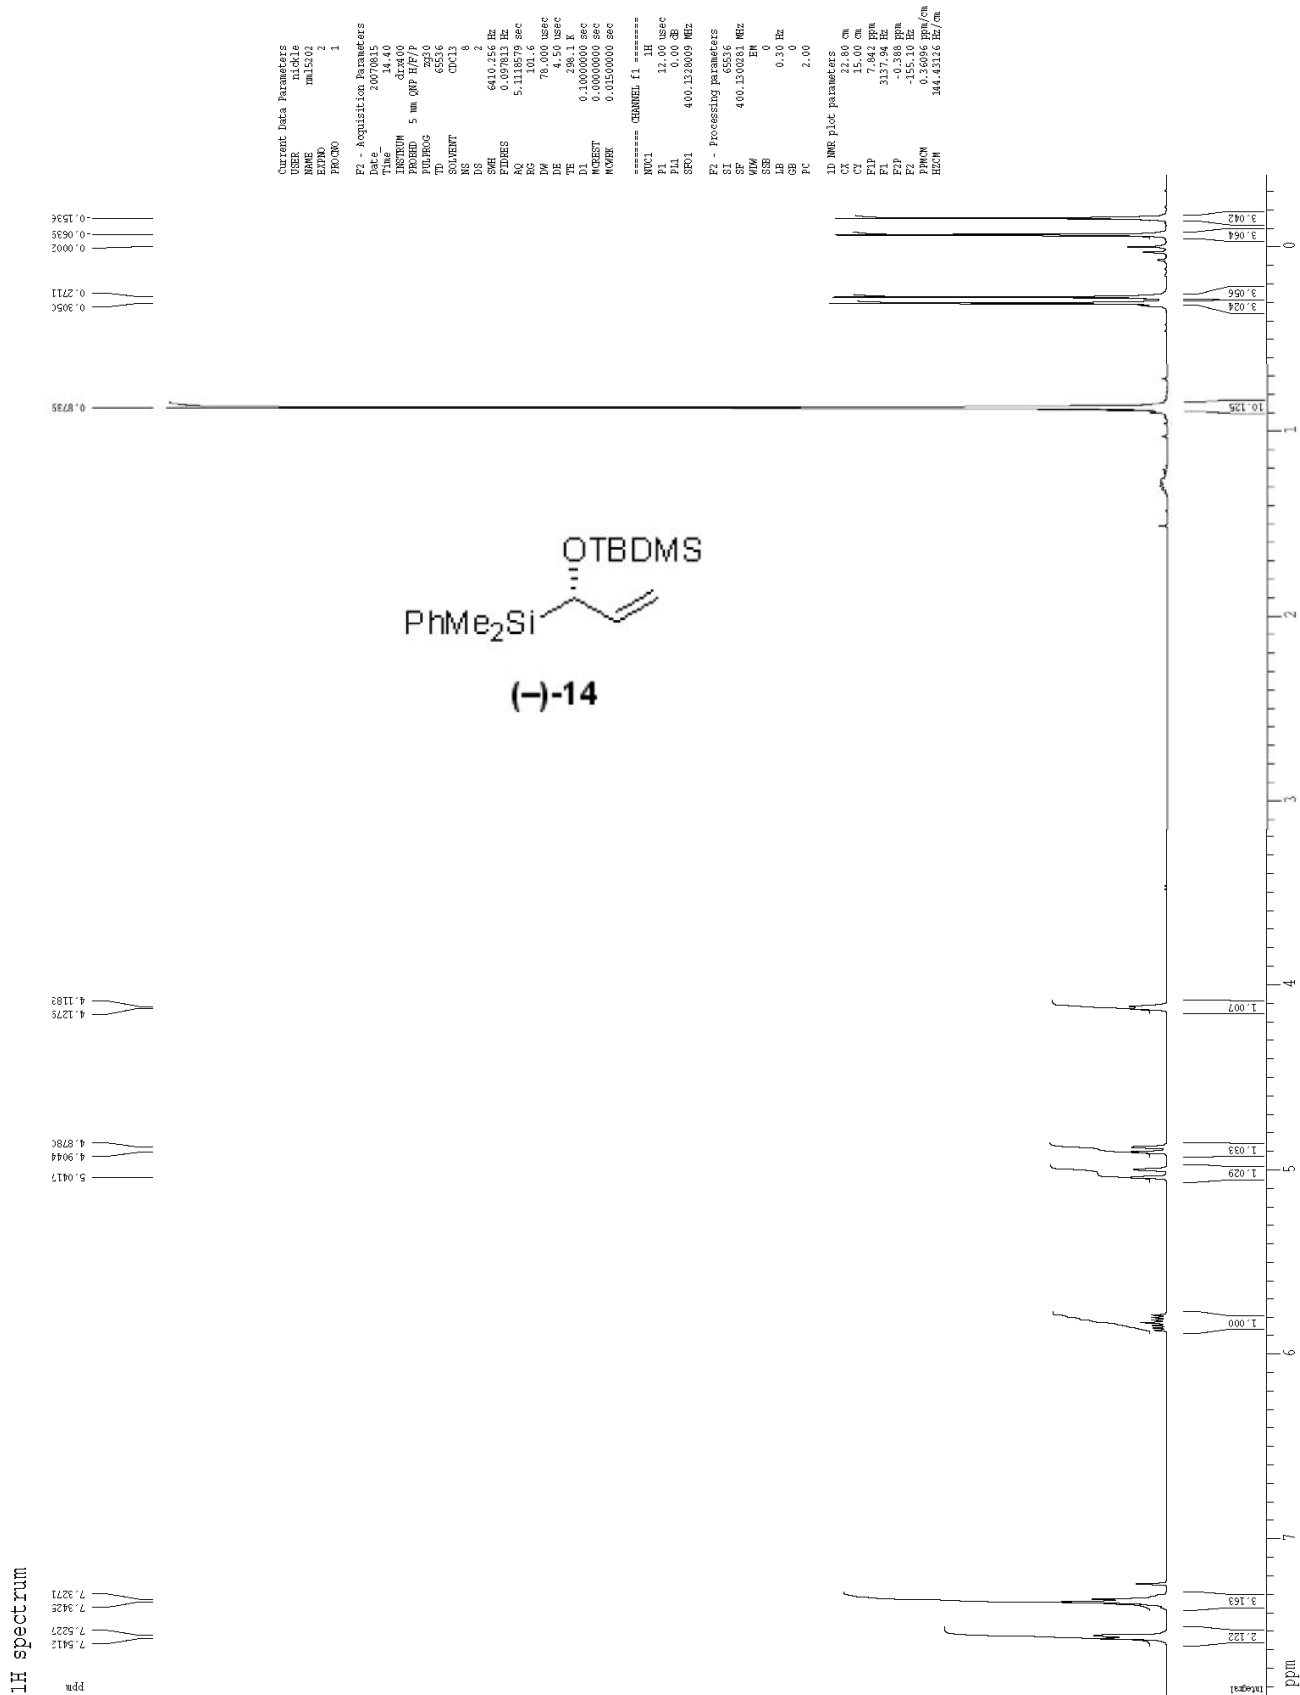 1H spectrum
Current Data Parameters
USER nickle
NAME nm15202
EXPNO 2
PROCNO 1
F2 - Acquisition Parameters
Date_ 20070815
Time 14.40
INSTRUM drx400
PROBHD 5 mm QNP H/F/P
PULPROG zg30
TD 65536
SOLVENT CDCl3
NS 8
DS 2
SWH 6410.256 Hz
FIDRES 0.097813 Hz
AQ 5.1118579 sec
RG 101.6
DW 78.000 usec
DE 4.50 usec
TE 298.1 K
D1 0.10000000 sec
MCREST 0.00000000 sec
MCWRK 0.01500000 sec
======== CHANNEL f1 ========
NUC1 1H
P1 12.00 usec
PL1 0.00 dB
SFO1 400.1328009 MHz
F2 - Processing parameters
SI 65536
SF 400.1300281 MHz
WDW EM
SSB 0
LB 0.30 Hz
GB 0
PC 2.00
1D NMR plot parameters
CX 22.80 cm
CY 15.00 cm
F1P 7.842 ppm
F1 3137.94 Hz
F2P -0.388 ppm
F2 -155.10 Hz
PPMCM 0.36096 ppm/cm
HZCM 144.43126 Hz/cm
ppm
7.5412
7.5227
7.3425
7.3271
5.0417
4.9044
4.8780
4.1279
4.1183
0.8735
0.3050
0.2711
0.0002
-0.0639
-0.1536
OTBDMS
PhMe2Si
(–)-14
Integral
2.122
3.163
1.000
1.029
1.033
1.007
10.125
3.024
3.056
3.064
3.042
ppm
7
6
5
4
3
2
1
0